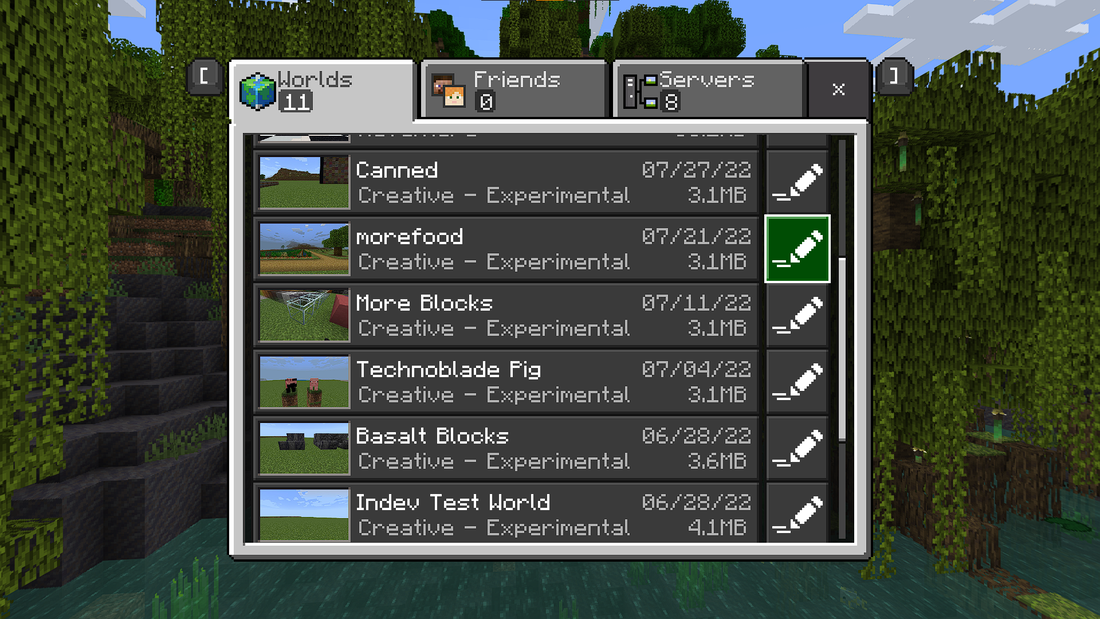 [
Worlds
11
Friends
0
Servers
8
x
]
Canned 07/27/22
Creative - Experimental 3.1MB
morefood 07/21/22
Creative - Experimental 3.1MB
More Blocks 07/11/22
Creative - Experimental 3.1MB
Technoblade Pig 07/04/22
Creative - Experimental 3.1MB
Basalt Blocks 06/28/22
Creative - Experimental 3.6MB
Indev Test World 06/28/22
Creative - Experimental 4.1MB